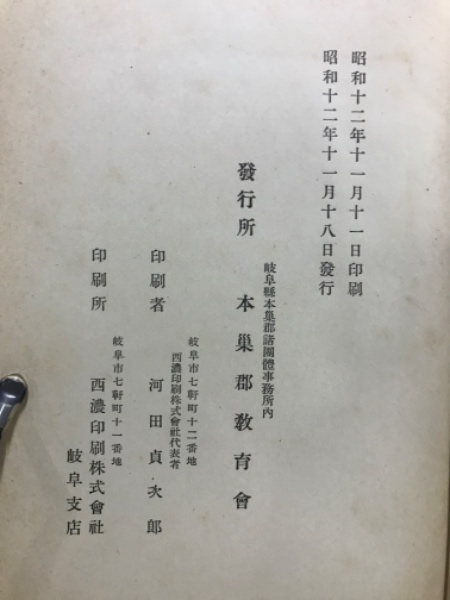 昭和十二年十一月十一日印刷
昭和十二年十一月十八日發行
岐阜縣本巢郡諸團體事務所內
發行所 本巢郡敎育會
岐阜市七軒町十二番地
西濃印刷株式會社代表者
印刷者 河田貞次郎
岐阜市七軒町十一番地
印刷所 西濃印刷株式會社
岐阜支店